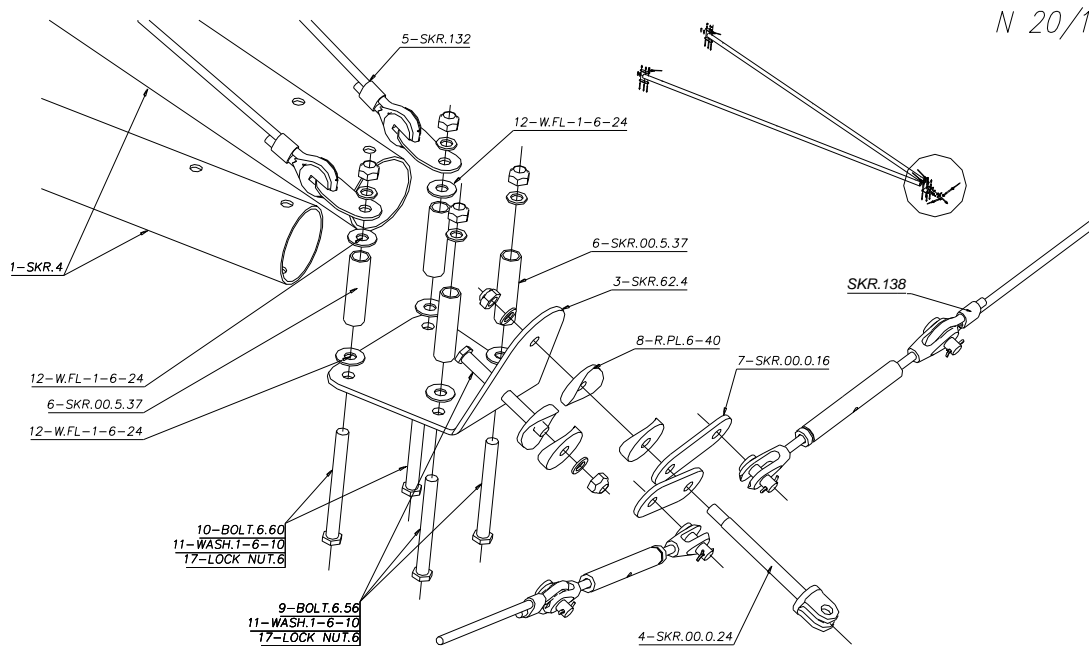 N 20/1
5-SKR.132
12-W.FL-1-6-24
6-SKR.00.5.37
3-SKR.62.4
1-SKR.4
SKR.138
8-R.PL.6-40
7-SKR.00.0.16
12-W.FL-1-6-24
6-SKR.00.5.37
12-W.FL-1-6-24
10-BOLT.6.60
11-WASH.1-6-10
17-LOCK NUT.6
9-BOLT.6.56
11-WASH.1-6-10
17-LOCK NUT.6
4-SKR.00.0.24